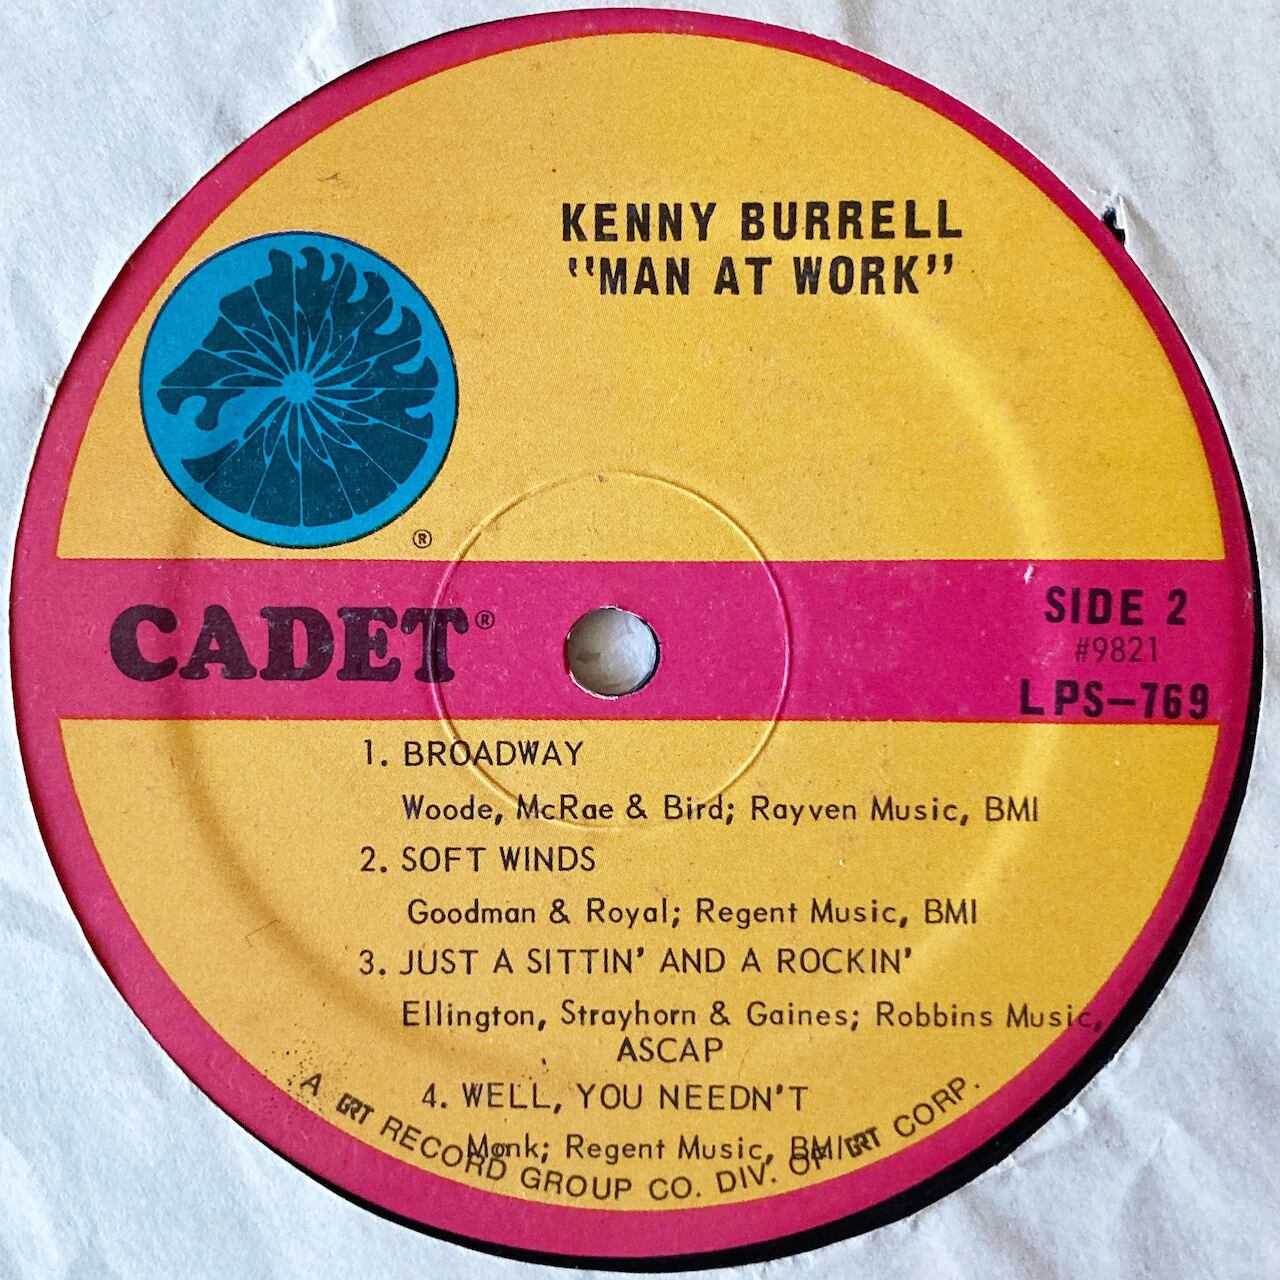 KENNY BURRELL
"MAN AT WORK"
®
CADET®
SIDE 2
#9821
LPS-769
1. BROADWAY
Woode, McRae & Bird; Rayven Music, BMI
2. SOFT WINDS
Goodman & Royal; Regent Music, BMI
3. JUST A SITTIN' AND A ROCKIN'
Ellington, Strayhorn & Gaines; Robbins Music,
ASCAP
4. WELL, YOU NEEDN'T
Monk; Regent Music, BMI
A GRT RECORD GROUP CO. DIV. OF GRT CORP.